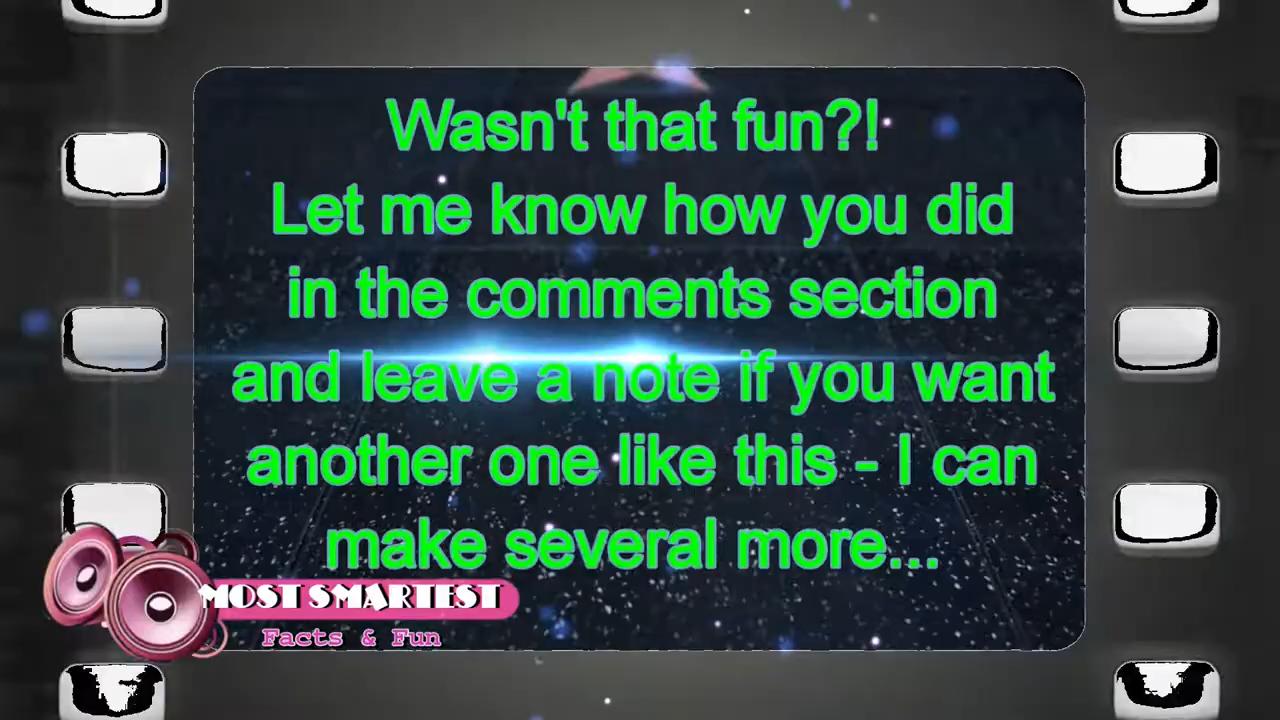 Wasn't that fun?!
Let me know how you did
in the comments section
and leave a note if you want
another one like this - I can
make several more...
MOST SMARTEST
Facts & Fun